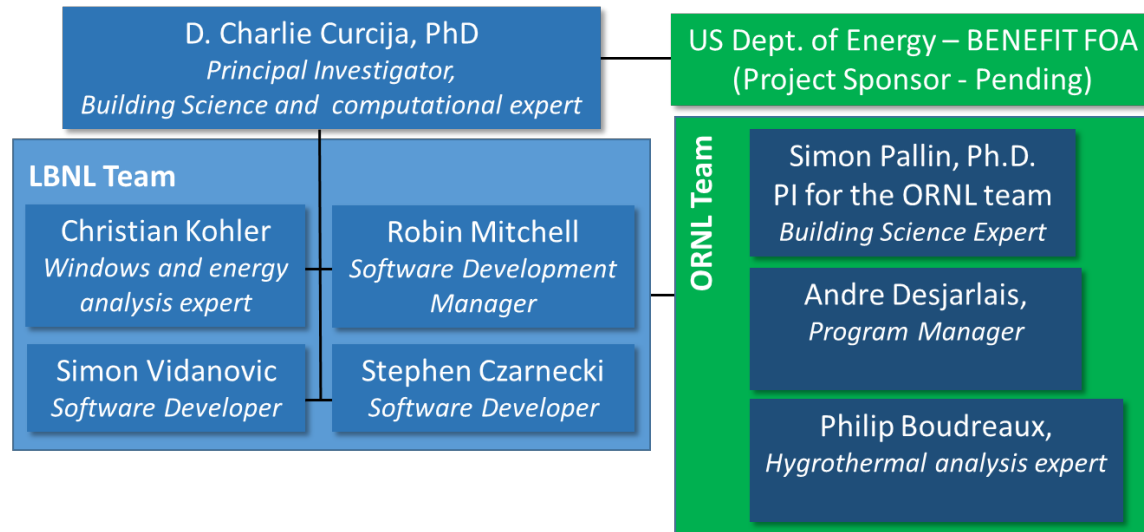 D. Charlie Curcija, PhD
Principal Investigator,
Building Science and computational expert
US Dept. of Energy – BENEFIT FOA
(Project Sponsor - Pending)
LBNL Team
Christian Kohler
Windows and energy
analysis expert
Robin Mitchell
Software Development
Manager
Simon Vidanovic
Software Developer
Stephen Czarnecki
Software Developer
ORNL Team
Simon Pallin, Ph.D.
PI for the ORNL team
Building Science Expert
Andre Desjarlais,
Program Manager
Philip Boudreaux,
Hygrothermal analysis expert